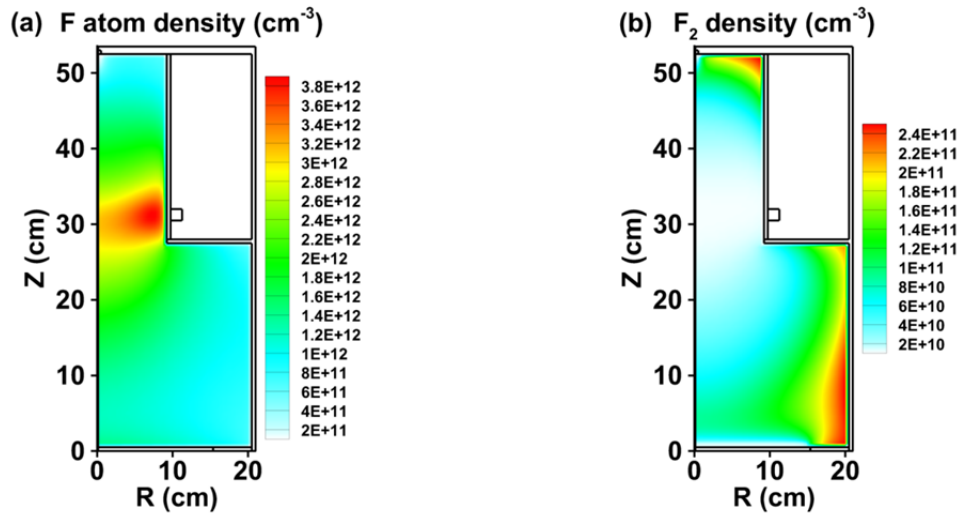 (a) F atom density (cm⁻³)
50
40
30
20
10
0
Z (cm)
0 10 20
R (cm)
3.8E+12
3.6E+12
3.4E+12
3.2E+12
3E+12
2.8E+12
2.6E+12
2.4E+12
2.2E+12
2E+12
1.8E+12
1.6E+12
1.4E+12
1.2E+12
1E+12
8E+11
6E+11
4E+11
2E+11
(b) F₂ density (cm⁻³)
50
40
30
20
10
0
Z (cm)
0 10 20
R (cm)
2.4E+11
2.2E+11
2E+11
1.8E+11
1.6E+11
1.4E+11
1.2E+11
1E+11
8E+10
6E+10
4E+10
2E+10